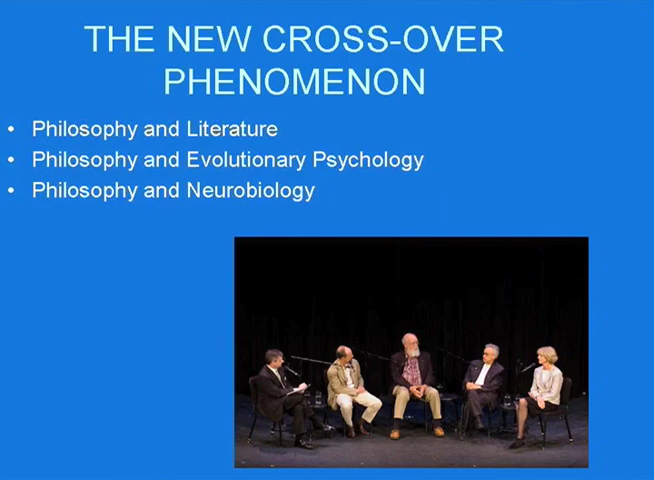 THE NEW CROSS-OVER
PHENOMENON
• Philosophy and Literature
• Philosophy and Evolutionary Psychology
• Philosophy and Neurobiology